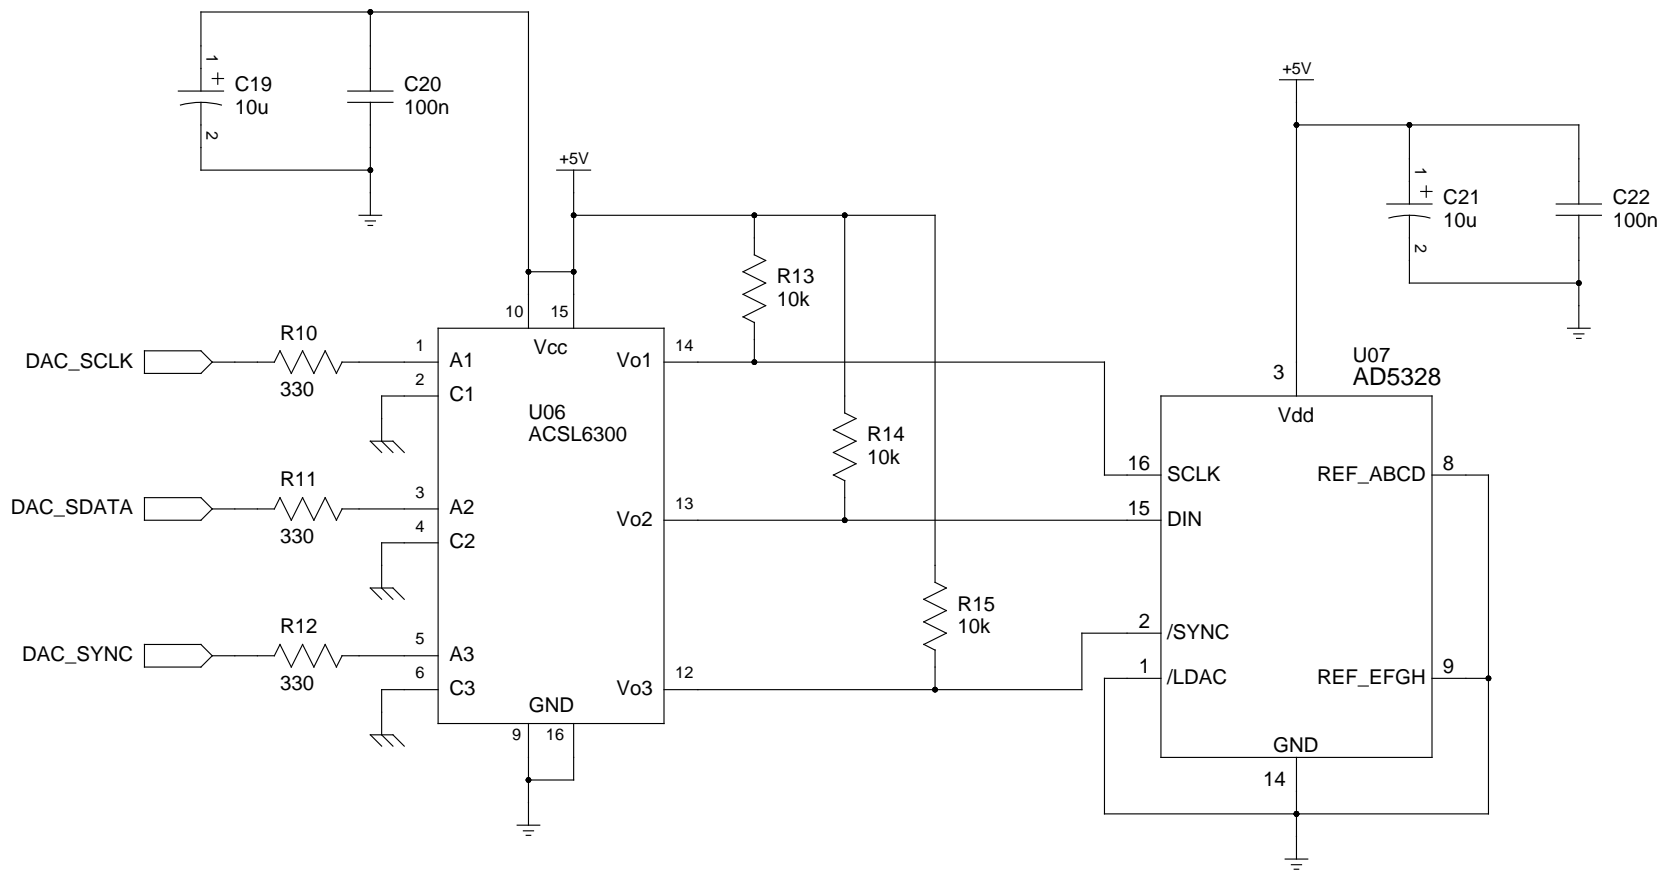 1
+
C19
10u
2
C20
100n
+5V
+5V
1
+
C21
10u
2
C22
100n
R13
10k
10
15
R10
330
DAC_SCLK
1
A1
2
C1
Vcc
Vo1
14
U06
ACSL6300
U07
AD5328
3
Vdd
R14
10k
16
SCLK
REF_ABCD
8
R11
330
DAC_SDATA
3
A2
4
C2
Vo2
13
15
DIN
R15
10k
R12
330
DAC_SYNC
5
A3
6
C3
Vo3
12
2
/SYNC
1
/LDAC
REF_EFGH
9
GND
9
16
GND
14